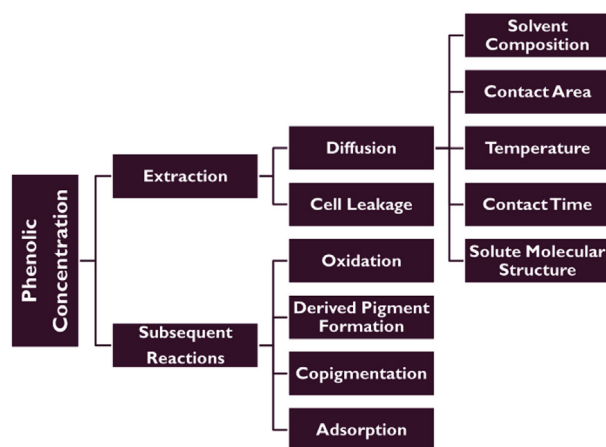 Phenolic
Concentration
Extraction
Subsequent
Reactions
Diffusion
Cell Leakage
Oxidation
Derived Pigment
Formation
Copigmentation
Adsorption
Solvent
Composition
Contact Area
Temperature
Contact Time
Solute Molecular
Structure